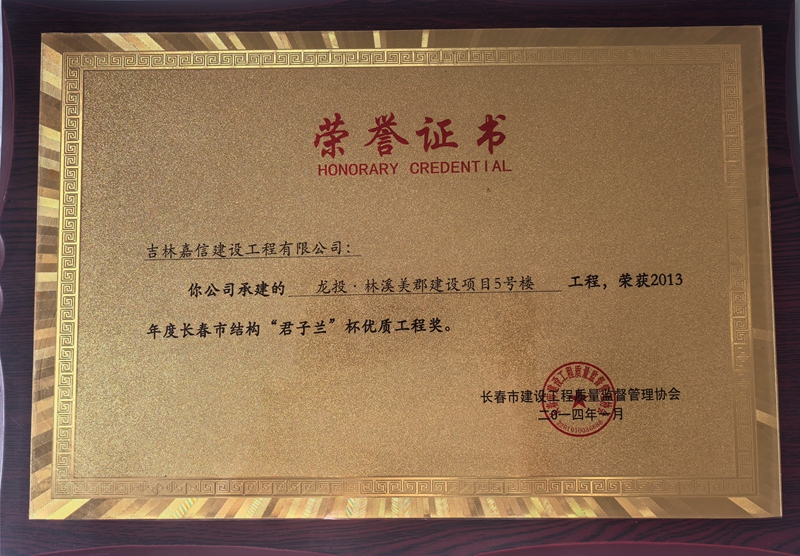 荣誉证书
HONORARY CREDENTIAL
吉林嘉信建设工程有限公司：
你公司承建的 龙投·林溪美郡建设项目5号楼 工程，荣获2013
年度长春市结构“君子兰”杯优质工程奖。
长春市建设工程质量监督管理协会
二〇一四年一月